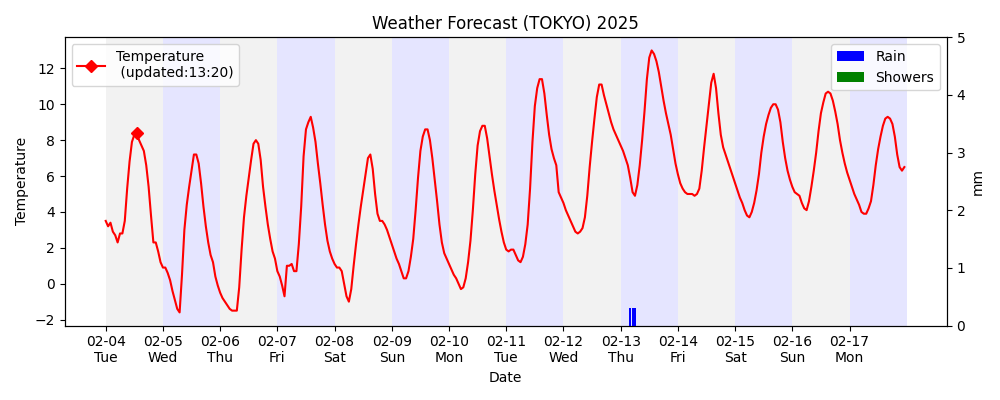 Weather Forecast (TOKYO) 2025
Temperature
(updated:13:20)
Rain
Showers
Temperature
12
10
8
6
4
2
0
−2
5
4
3
2
1
0
mm
02-04 02-05 02-06 02-07 02-08 02-09 02-10 02-11 02-12 02-13 02-14 02-15 02-16 02-17
Tue Wed Thu Fri Sat Sun Mon Tue Wed Thu Fri Sat Sun Mon
Date